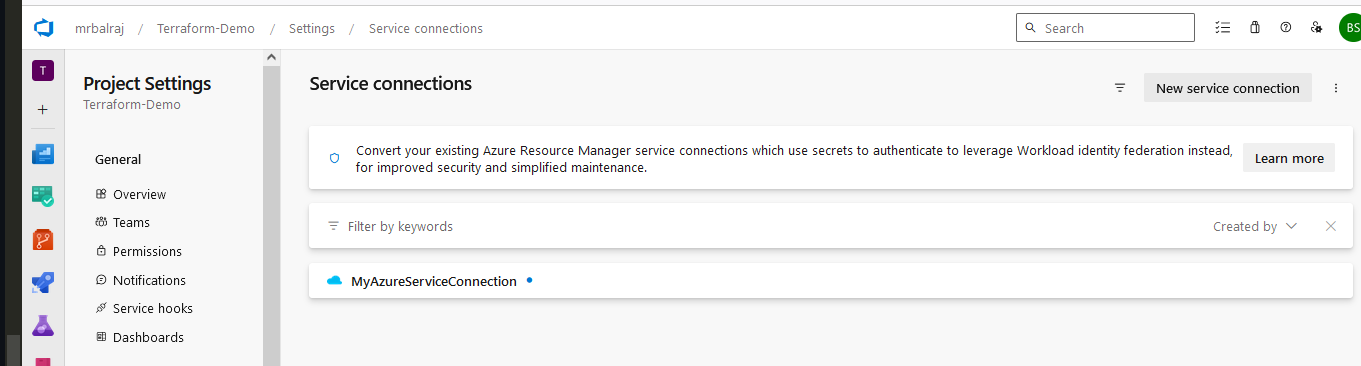 mrbalraj / Terraform-Demo / Settings / Service connections
Search
BS
T
Project Settings
Terraform-Demo
General
Overview
Teams
Permissions
Notifications
Service hooks
Dashboards
Service connections
New service connection
Convert your existing Azure Resource Manager service connections which use secrets to authenticate to leverage Workload identity federation instead,
for improved security and simplified maintenance.
Learn more
Filter by keywords
Created by
MyAzureServiceConnection